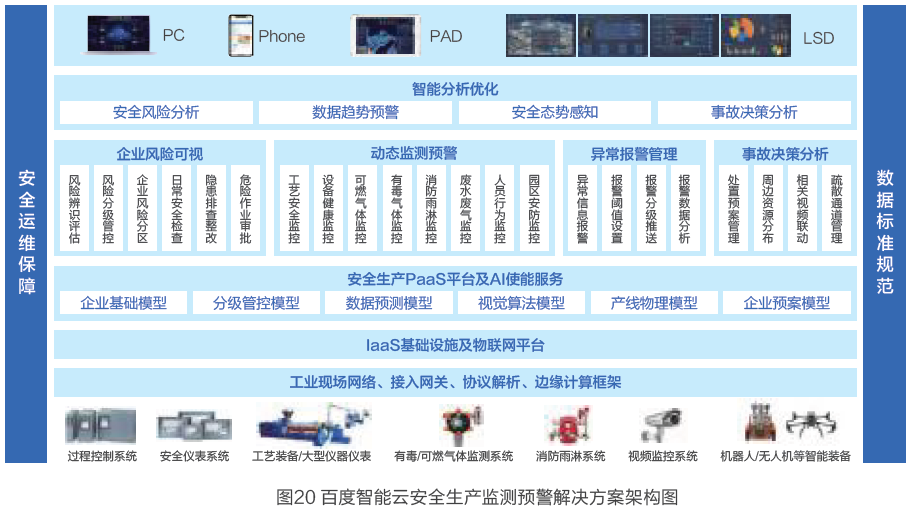 PC
Phone
PAD
LSD
智能分析优化
安全风险分析
数据趋势预警
安全态势感知
事故决策分析
企业风险可视
风险辨识评估
风险分级管控
企业风险分区
日常安全检查
隐患排查整改
危险作业审批
动态监测预警
工艺安全监控
设备健康监控
可燃气体监控
有毒气体监控
消防雨淋监控
废水废气监控
人员行为监控
园区安防监控
异常报警管理
异常信息报警
报警阈值设置
报警分级推送
报警数据分析
事故决策分析
处置预案管理
周边资源分布
相关视频联动
疏散通道管理
安全运维保障
数据标准规范
安全生产PaaS平台及AI使能服务
企业基础模型
分级管控模型
数据预测模型
视觉算法模型
产线物理模型
企业预案模型
IaaS基础设施及物联网平台
工业现场网络、接入网关、协议解析、边缘计算框架
过程控制系统
安全仪表系统
工艺装备/大型仪器仪表
有毒/可燃气体监测系统
消防雨淋系统
视频监控系统
机器人/无人机等智能装备
图20 百度智能云安全生产监测预警解决方案架构图